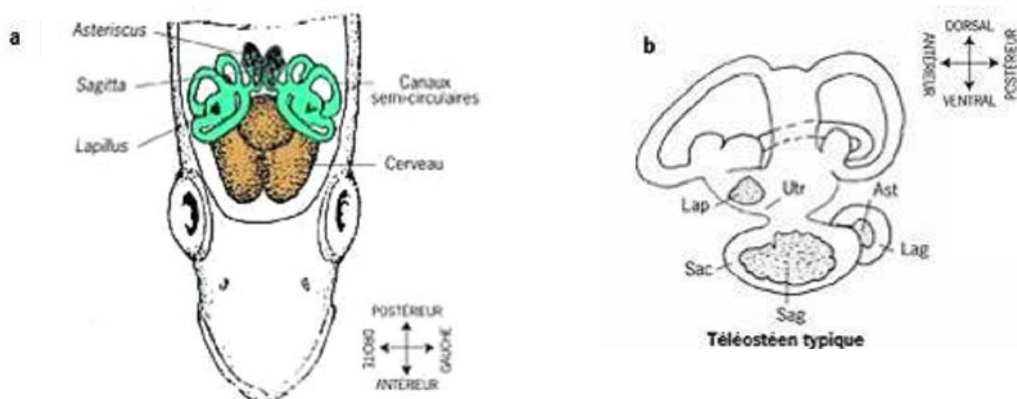 a
Asteriscus
Sagitta
Lapillus
Canaux
semi-circulaires
Cerveau
POSTÉRIEUR
DROITE
GAUCHE
ANTÉRIEUR
b
DORSAL
ANTÉRIEUR
POSTÉRIEUR
VENTRAL
Lap
Utr
Ast
Sac
Lag
Sag
Téléostéen typique